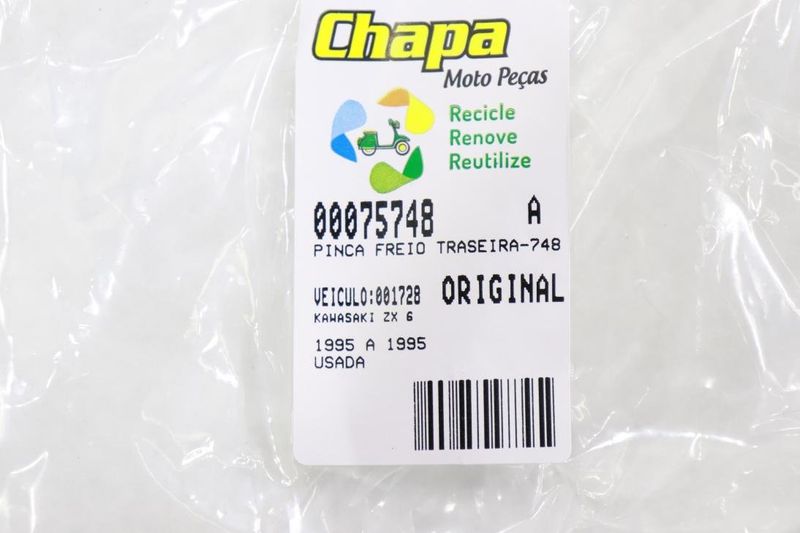 Chapa
Moto Peças
Recicle
Renove
Reutilize
00075748 A
PINCA FREIO TRASEIRA-748
VEICULO:001728 ORIGINAL
KAWASAKI ZX 6
1995 A 1995
USADA